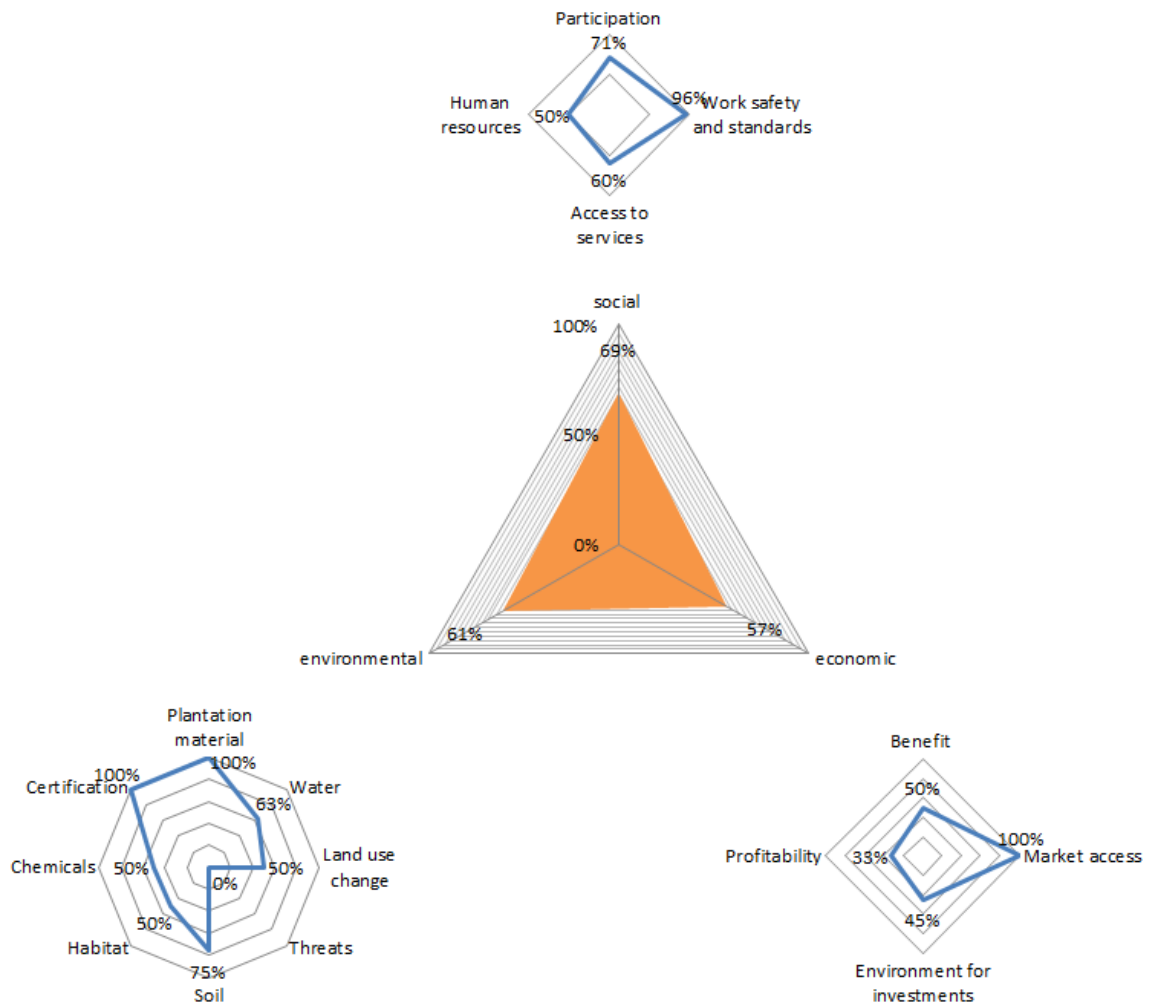 Participation
71%
Human
resources
50%
96%
Work safety
and standards
60%
Access to
services
social
100%
69%
50%
0%
61%
57%
environmental
economic
Plantation
material
100%
100%
Certification
Water
63%
Chemicals
50%
50%
Land use
change
0%
50%
Habitat
Threats
75%
Soil
Benefit
50%
100%
Profitability
33%
Market access
45%
Environment for
investments